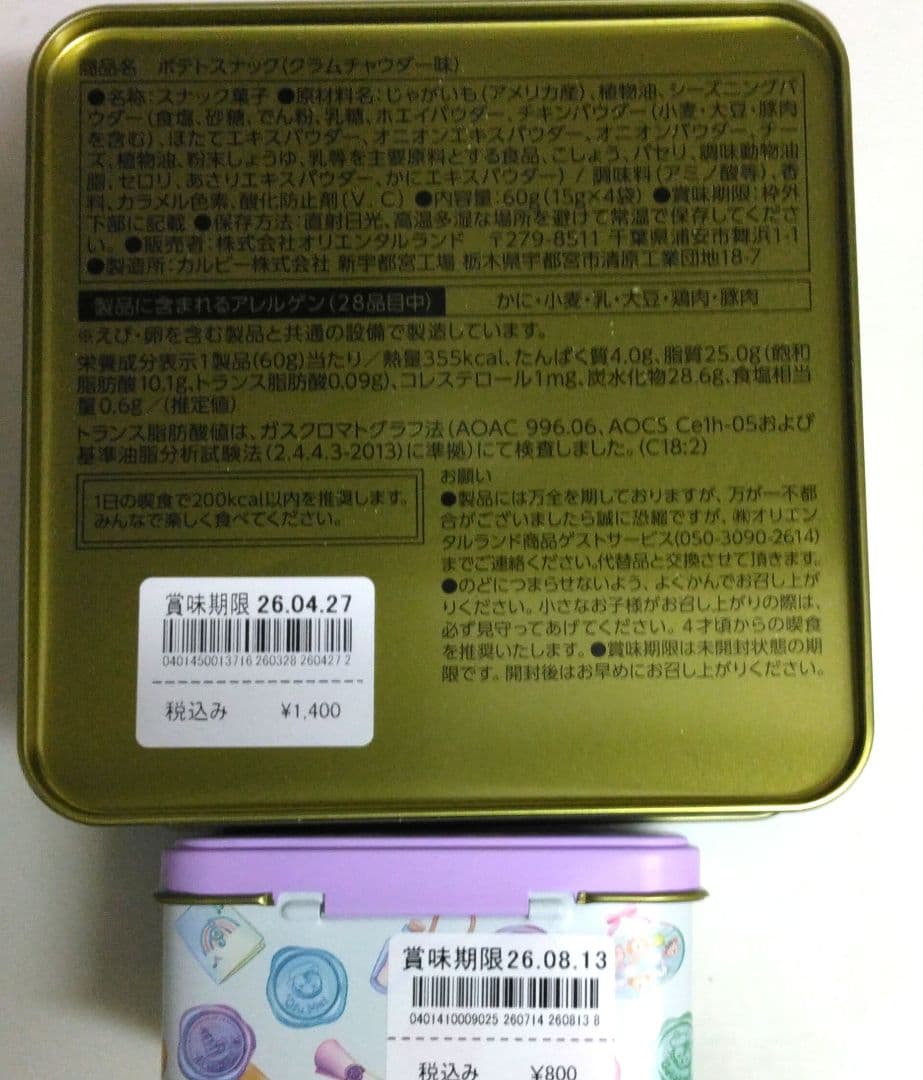 商品名 ポテトスナック(クラムチャウダー味)
●名称:スナック菓子 ●原材料名:じゃがいも(アメリカ産)、植物油、シーズニングパ
ウダー(食塩、砂糖、でん粉、乳糖、ホエイパウダー、チキンパウダー(小麦・大豆・豚肉
を含む)、ほたてエキスパウダー、オニオンエキスパウダー、オニオンパウダー、チー
ズ、植物油、粉末しょうゆ、乳等を主要原料とする食品、こしょう、パセリ、調味動物油
脂、セロリ、あさりエキスパウダー、かにエキスパウダー) / 調味料(アミノ酸等)、香
料、カラメル色素、酸化防止剤(V.C) ●内容量:60g(15g×4袋) ●賞味期限:枠外
下部に記載 ●保存方法:直射日光、高温多湿な場所を避けて常温で保存してくださ
い。●販売者:株式会社オリエンタルランド 〒279-8511 千葉県浦安市舞浜1-1
●製造所:カルビー株式会社 新宇都宮工場 栃木県宇都宮市清原工業団地18-7
製品に含まれるアレルゲン(28品目中) かに・小麦・乳・大豆・鶏肉・豚肉
※えび・卵を含む製品と共通の設備で製造しています。
栄養成分表示1製品(60g)当たり/熱量355kcal、たんぱく質4.0g、脂質25.0g(飽和
脂肪酸10.1g、トランス脂肪酸0.09g)、コレステロール1mg、炭水化物28.6g、食塩相当
量0.6g/(推定値)
トランス脂肪酸値は、ガスクロマトグラフ法(AOAC 996.06、AOCS Ce1h-05および
基準油脂分析試験法(2.4.4.3-2013)に準拠)にて検査しました。(C18:2)
1日の喫食で200kcal以内を推奨します。
みんなで楽しく食べてください。
お願い
●製品には万全を期しておりますが、万が一不都
合がございましたら誠に恐縮ですが、㈱オリエン
タルランド商品ゲストサービス(050-3090-2614)
までご連絡ください。代替品と交換させて頂きます。
●のどにつまらせないよう、よくかんでお召し上が
りください。小さなお子様がお召し上がりの際は、
必ず見守ってあげてください。4才頃からの喫食
を推奨いたします。●賞味期限は未開封状態の期
限です。開封後はお早めにお召し上がりください。
賞味期限 26.04.27
0401450013716 260328 260427 2
税込み ¥1,400
賞味期限26.08.13
0401410009025 260714 260813 8
税込み ¥800